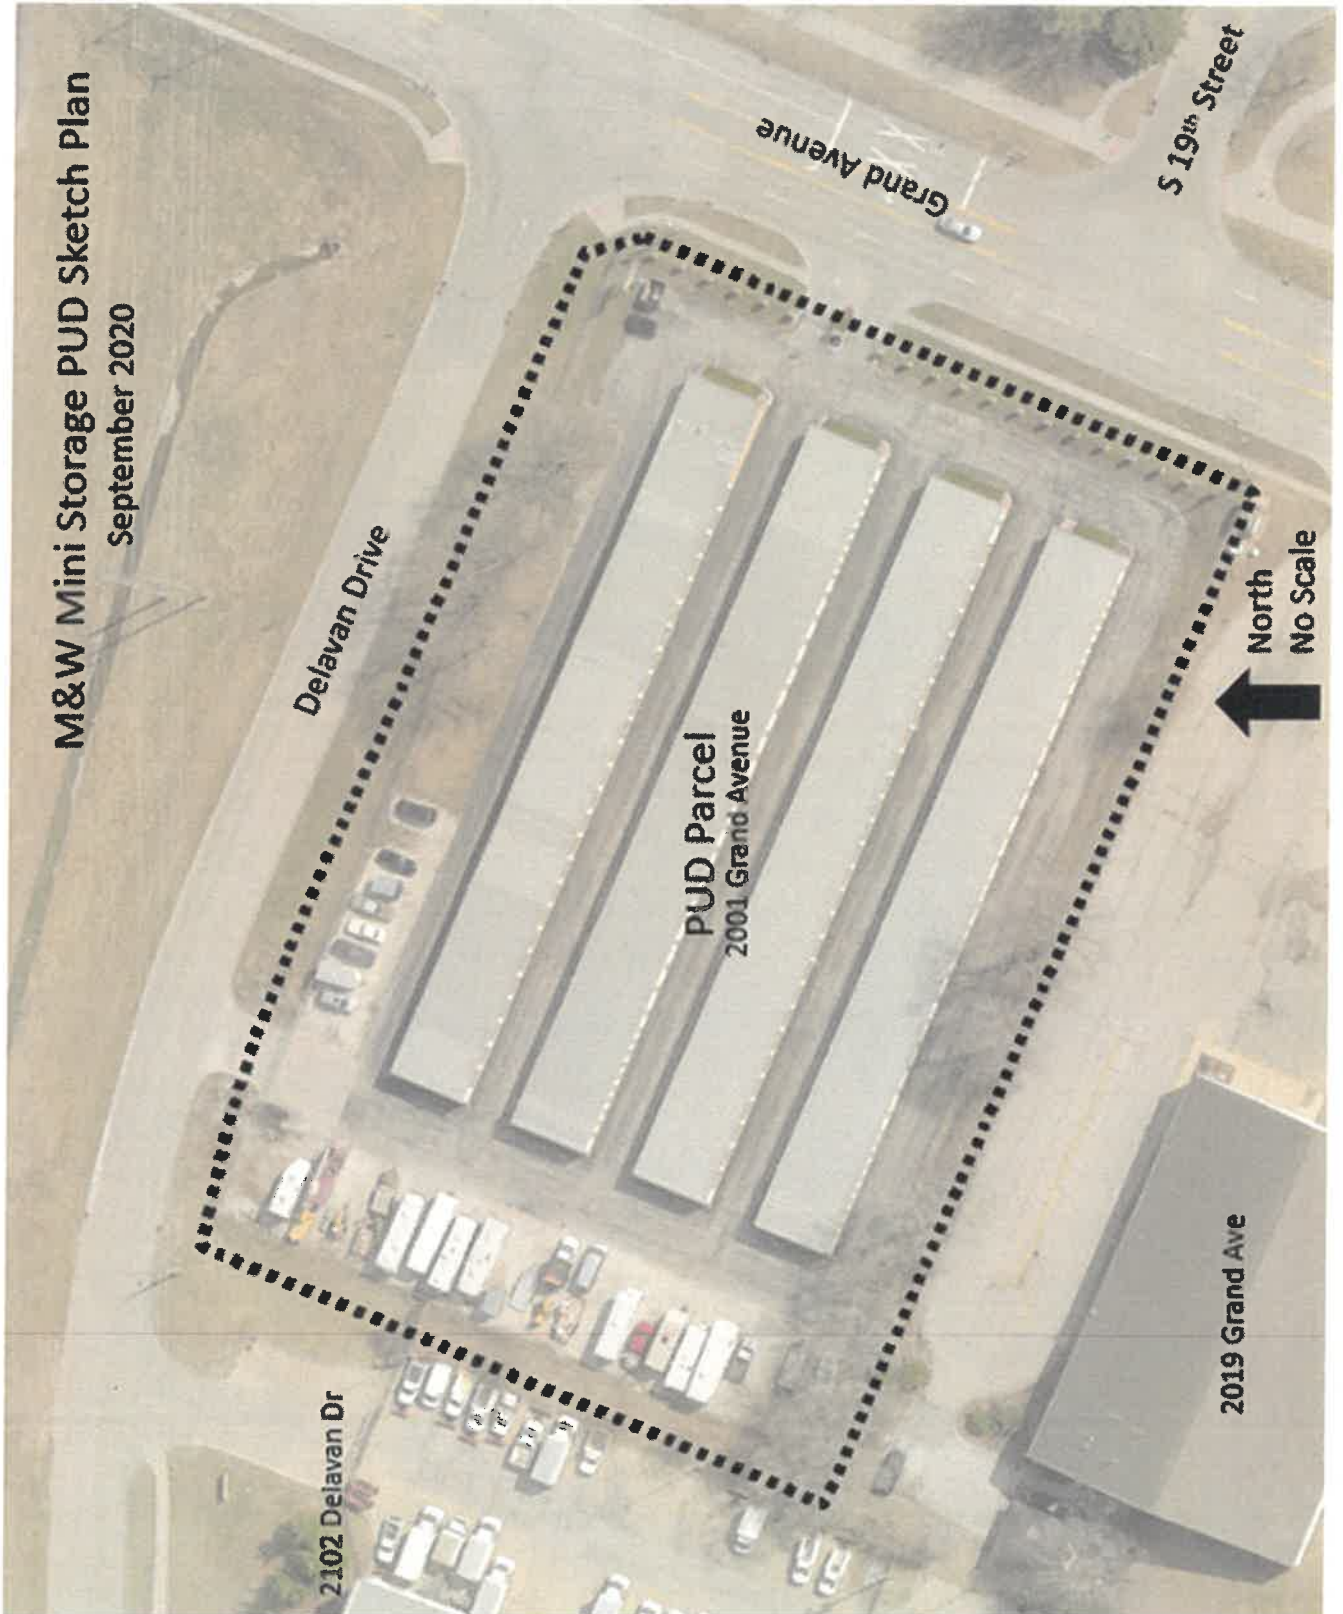 M&W Mini Storage PUD Sketch Plan
September 2020
Delavan Drive
Grand Avenue
S 19th Street
PUD Parcel
2001 Grand Avenue
North
No Scale
2102 Delavan Dr
2019 Grand Ave